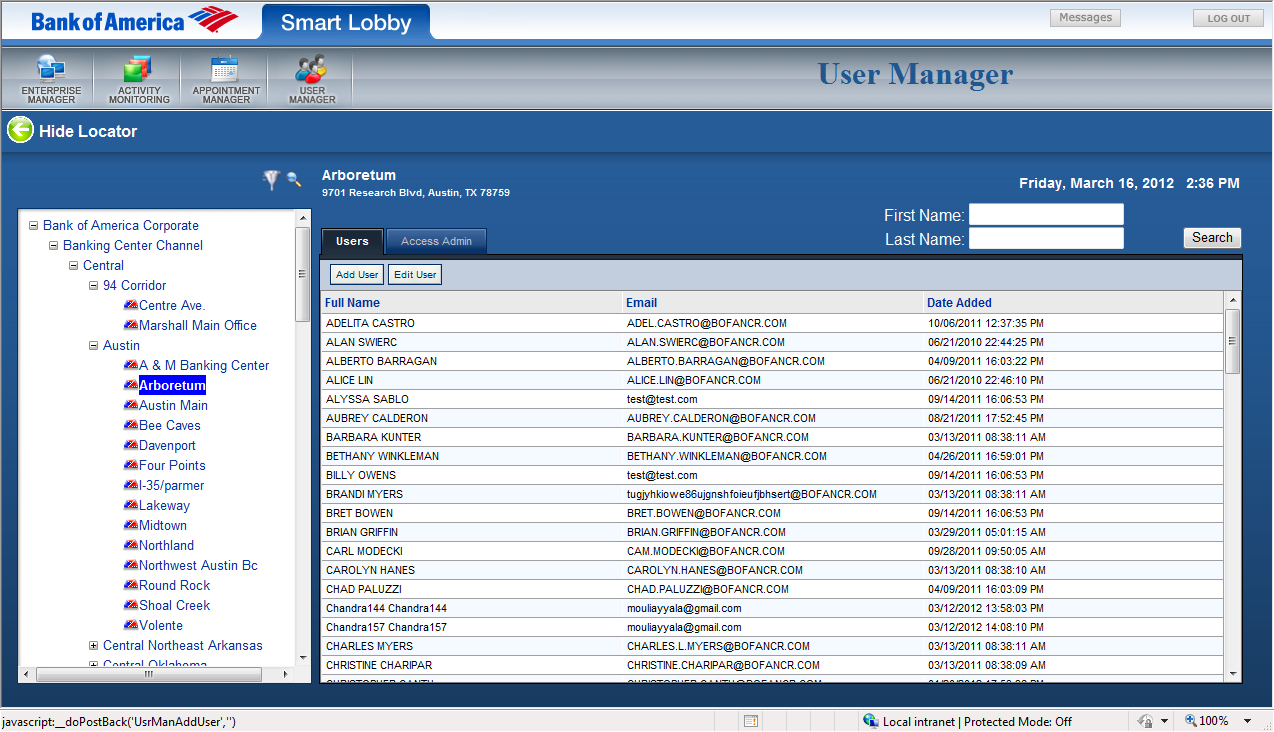 Bank of America Smart Lobby Messages LOG OUT
ENTERPRISE MANAGER ACTIVITY MONITORING APPOINTMENT MANAGER USER MANAGER User Manager
Hide Locator
Arboretum
9701 Research Blvd, Austin, TX 78759
Friday, March 16, 2012 2:36 PM
First Name:
Last Name:
Search
Bank of America Corporate
Banking Center Channel
Central
94 Corridor
Centre Ave.
Marshall Main Office
Austin
A & M Banking Center
Arboretum
Austin Main
Bee Caves
Davenport
Four Points
I-35/parmer
Lakeway
Midtown
Northland
Northwest Austin Bc
Round Rock
Shoal Creek
Volente
Central Northeast Arkansas
Central Oklahoma
Users Access Admin
Add User Edit User
Full Name Email Date Added
ADELITA CASTRO ADEL.CASTRO@BOFANCR.COM 10/06/2011 12:37:35 PM
ALAN SWIERC ALAN.SWIERC@BOFANCR.COM 06/21/2010 22:44:25 PM
ALBERTO BARRAGAN ALBERTO.BARRAGAN@BOFANCR.COM 04/09/2011 16:03:22 PM
ALICE LIN ALICE.LIN@BOFANCR.COM 06/21/2010 22:46:10 PM
ALYSSA SABLO test@test.com 09/14/2011 16:06:53 PM
AUBREY CALDERON AUBREY.CALDERON@BOFANCR.COM 08/21/2011 17:52:45 PM
BARBARA KUNTER BARBARA.KUNTER@BOFANCR.COM 03/13/2011 08:38:11 AM
BETHANY WINKLEMAN BETHANY.WINKLEMAN@BOFANCR.COM 04/26/2011 16:59:01 PM
BILLY OWENS test@test.com 09/14/2011 16:06:53 PM
BRANDI MYERS tugjyhkiowe86ujgnshfoieufjbhsert@BOFANCR.COM 03/13/2011 08:38:11 AM
BRET BOWEN BRET.BOWEN@BOFANCR.COM 09/14/2011 16:06:53 PM
BRIAN GRIFFIN BRIAN.GRIFFIN@BOFANCR.COM 03/29/2011 05:01:15 AM
CARL MODECKI CAM.MODECKI@BOFANCR.COM 09/28/2011 09:50:05 AM
CAROLYN HANES CAROLYN.HANES@BOFANCR.COM 03/13/2011 08:38:10 AM
CHAD PALUZZI CHAD.PALUZZI@BOFANCR.COM 04/09/2011 16:03:09 PM
Chandra144 Chandra144 mouliayyala@gmail.com 03/12/2012 13:58:03 PM
Chandra157 Chandra157 mouliayyala@gmail.com 03/12/2012 14:08:10 PM
CHARLES MYERS CHARLES.L.MYERS@BOFANCR.COM 03/13/2011 08:38:11 AM
CHRISTINE CHARIPAR CHRISTINE.CHARIPAR@BOFANCR.COM 03/13/2011 08:38:09 AM
javascript:__doPostBack('UsrManAddUser','') Local intranet | Protected Mode: Off 100%